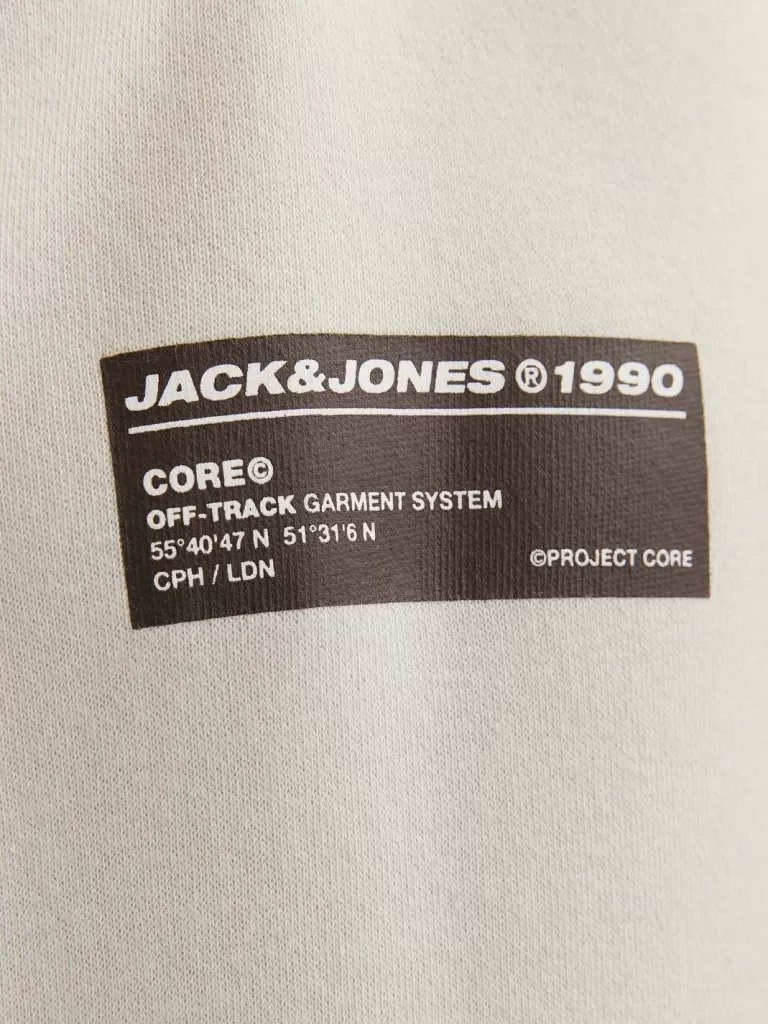 JACK&JONES ® 1990
CORE©
OFF-TRACK GARMENT SYSTEM
55°40'47 N 51°31'6 N
CPH / LDN
©PROJECT CORE